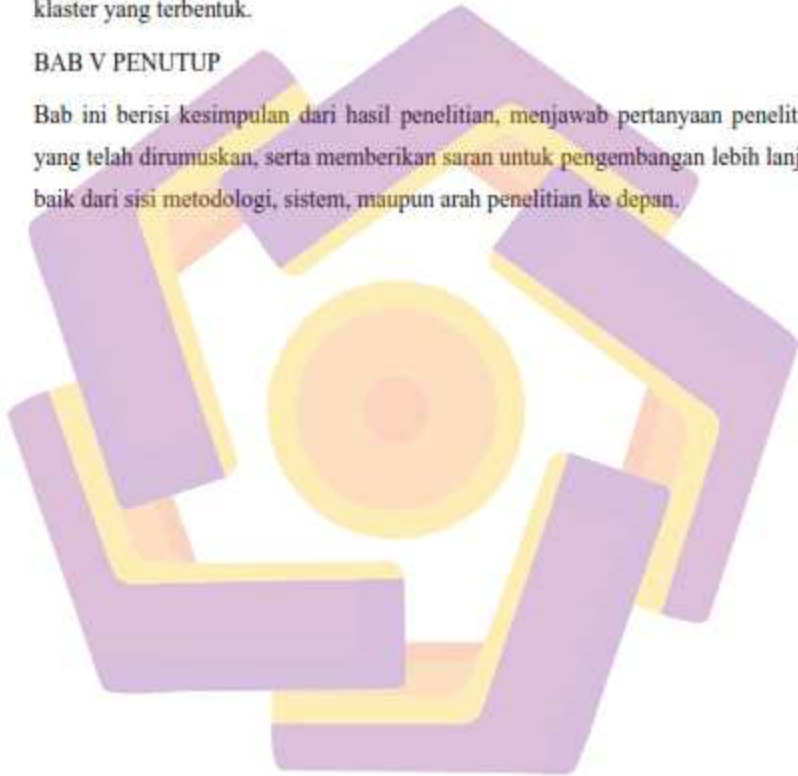 klaster yang terbentuk.
BAB V PENUTUP
Bab ini berisi kesimpulan dari hasil penelitian, menjawab pertanyaan penelit
yang telah dirumuskan, serta memberikan saran untuk pengembangan lebih lanj
baik dari sisi metodologi, sistem, maupun arah penelitian ke depan.